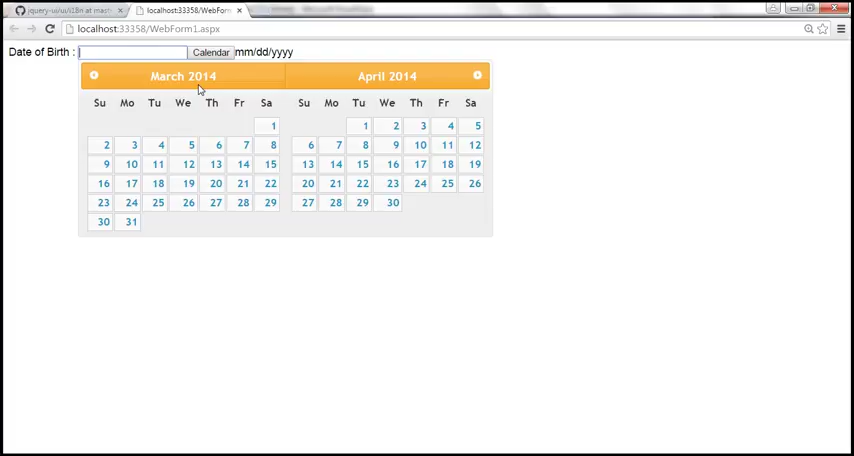 jquery-ui/ui/i18n at mast
localhost:33358/WebForm
localhost:33358/WebForm1.aspx
Date of Birth : Calendar mm/dd/yyyy
March 2014 April 2014
Su Mo Tu We Th Fr Sa Su Mo Tu We Th Fr Sa
1 1 2 3 4 5
2 3 4 5 6 7 8 6 7 8 9 10 11 12
9 10 11 12 13 14 15 13 14 15 16 17 18 19
16 17 18 19 20 21 22 20 21 22 23 24 25 26
23 24 25 26 27 28 29 27 28 29 30
30 31